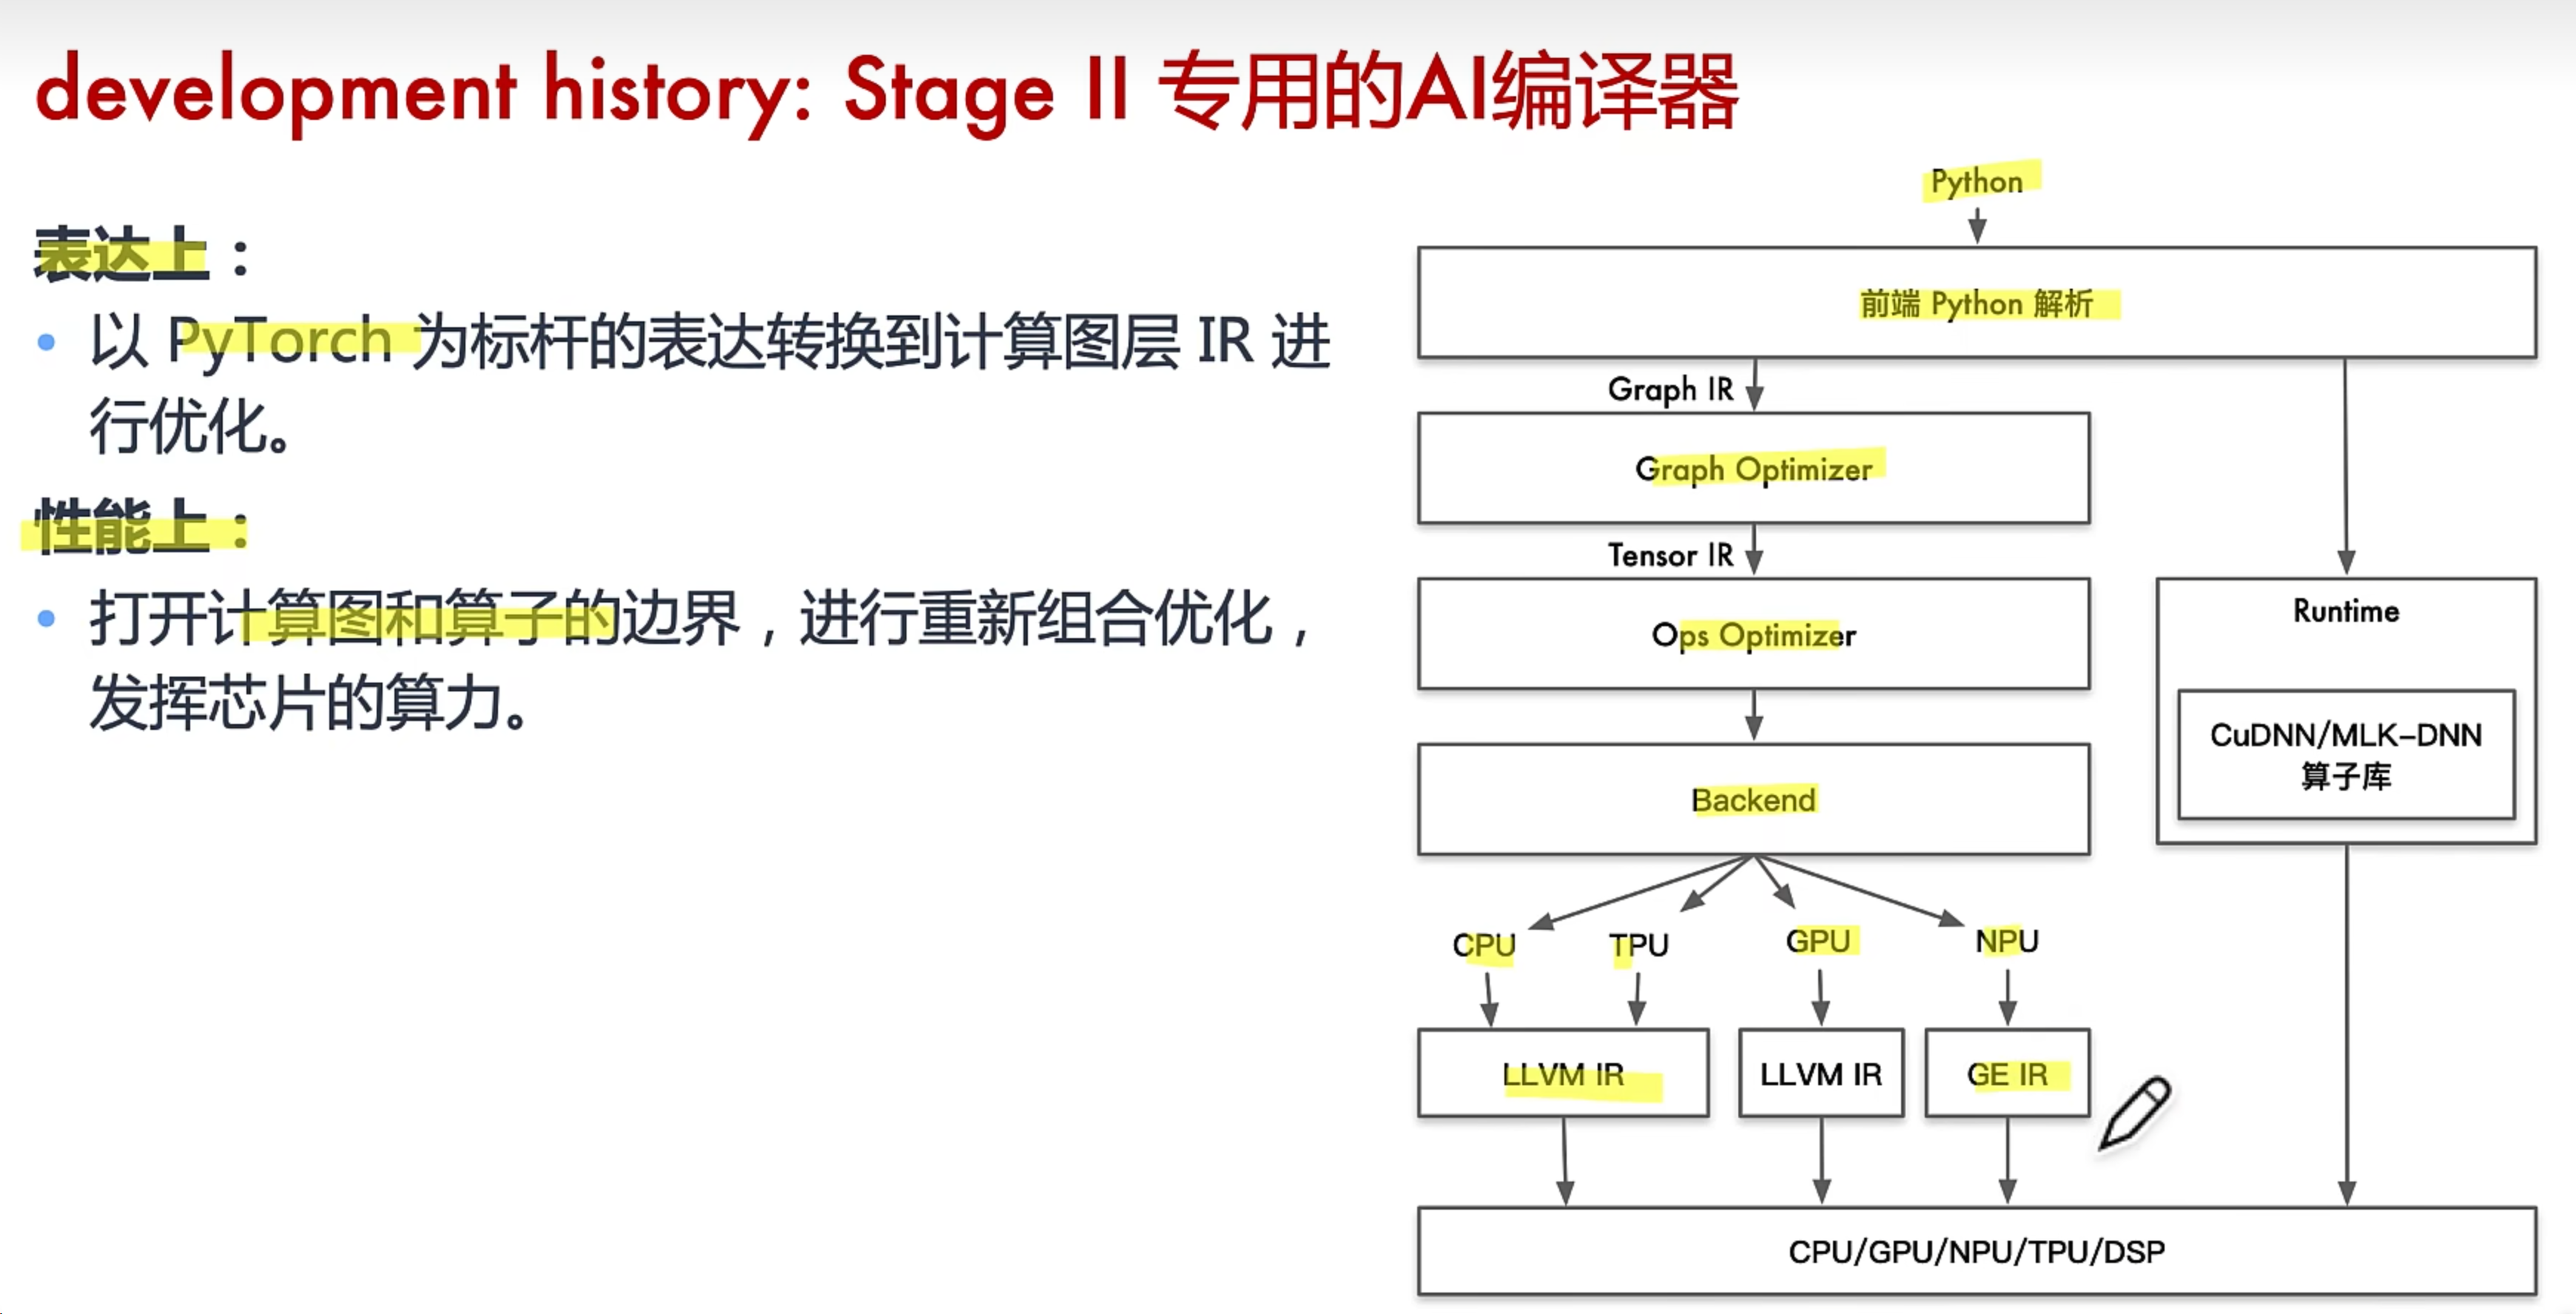 development history: Stage II 专用的AI编译器
表达上：
以 PyTorch 为标杆的表达转换到计算图层 IR 进
行优化。
性能上：
打开计算图和算子的边界，进行重新组合优化，
发挥芯片的算力。
Python
前端 Python 解析
Graph IR
Graph Optimizer
Tensor IR
Ops Optimizer
Runtime
CuDNN/MLK-DNN
算子库
Backend
CPU
TPU
GPU
NPU
LLVM IR
LLVM IR
GE IR
CPU/GPU/NPU/TPU/DSP